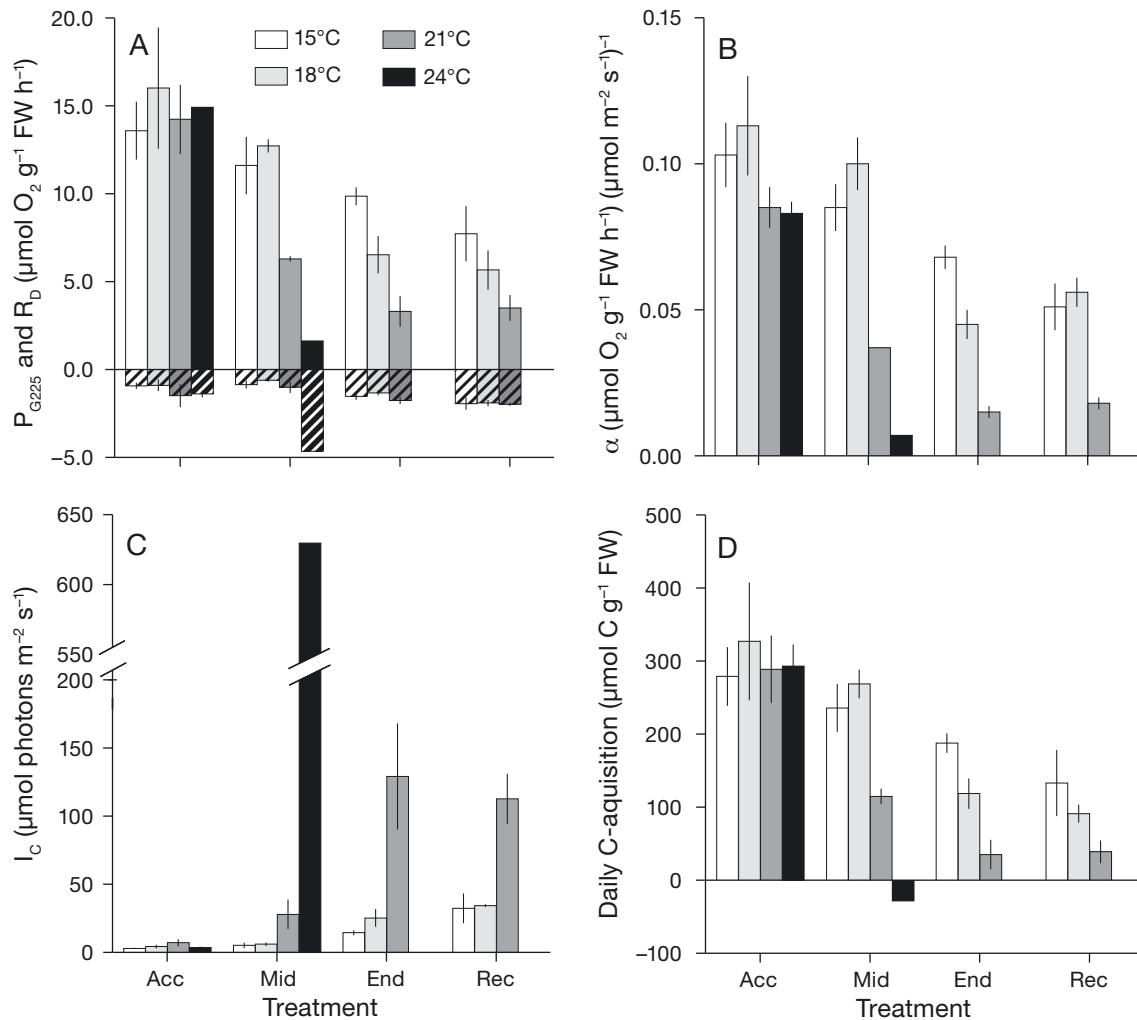 A
15°C
18°C
21°C
24°C
20.0
15.0
10.0
5.0
0.0
−5.0
P_G225 and R_D (µmol O₂ g⁻¹ FW h⁻¹)
B
0.15
0.10
0.05
0.00
α (µmol O₂ g⁻¹ FW h⁻¹) (µmol m⁻² s⁻¹)⁻¹
C
650
600
550
200
150
100
50
0
I_C (µmol photons m⁻² s⁻¹)
Acc
Mid
End
Rec
Treatment
D
500
400
300
200
100
0
−100
Daily C-aquisition (µmol C g⁻¹ FW)
Acc
Mid
End
Rec
Treatment